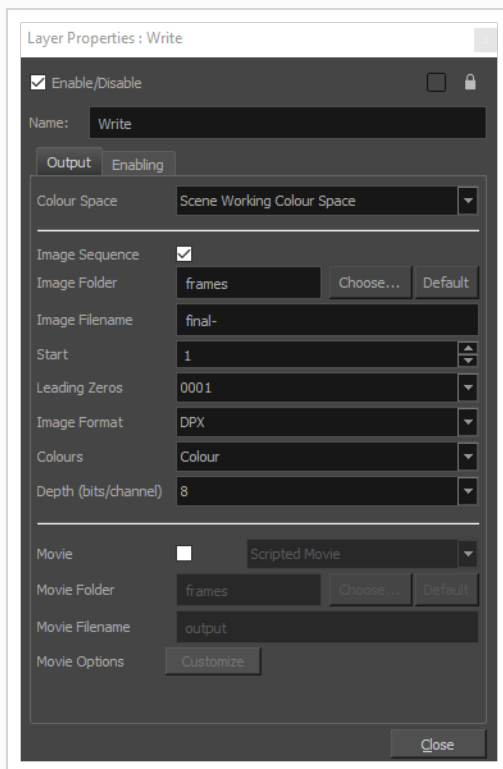 Layer Properties : Write
Enable/Disable
Name: Write
Output Enabling
Colour Space Scene Working Colour Space
Image Sequence
Image Folder frames Choose... Default
Image Filename final-
Start 1
Leading Zeros 0001
Image Format DPX
Colours Colour
Depth (bits/channel) 8
Movie Scripted Movie
Movie Folder frames Choose... Default
Movie Filename output
Movie Options Customize
Close